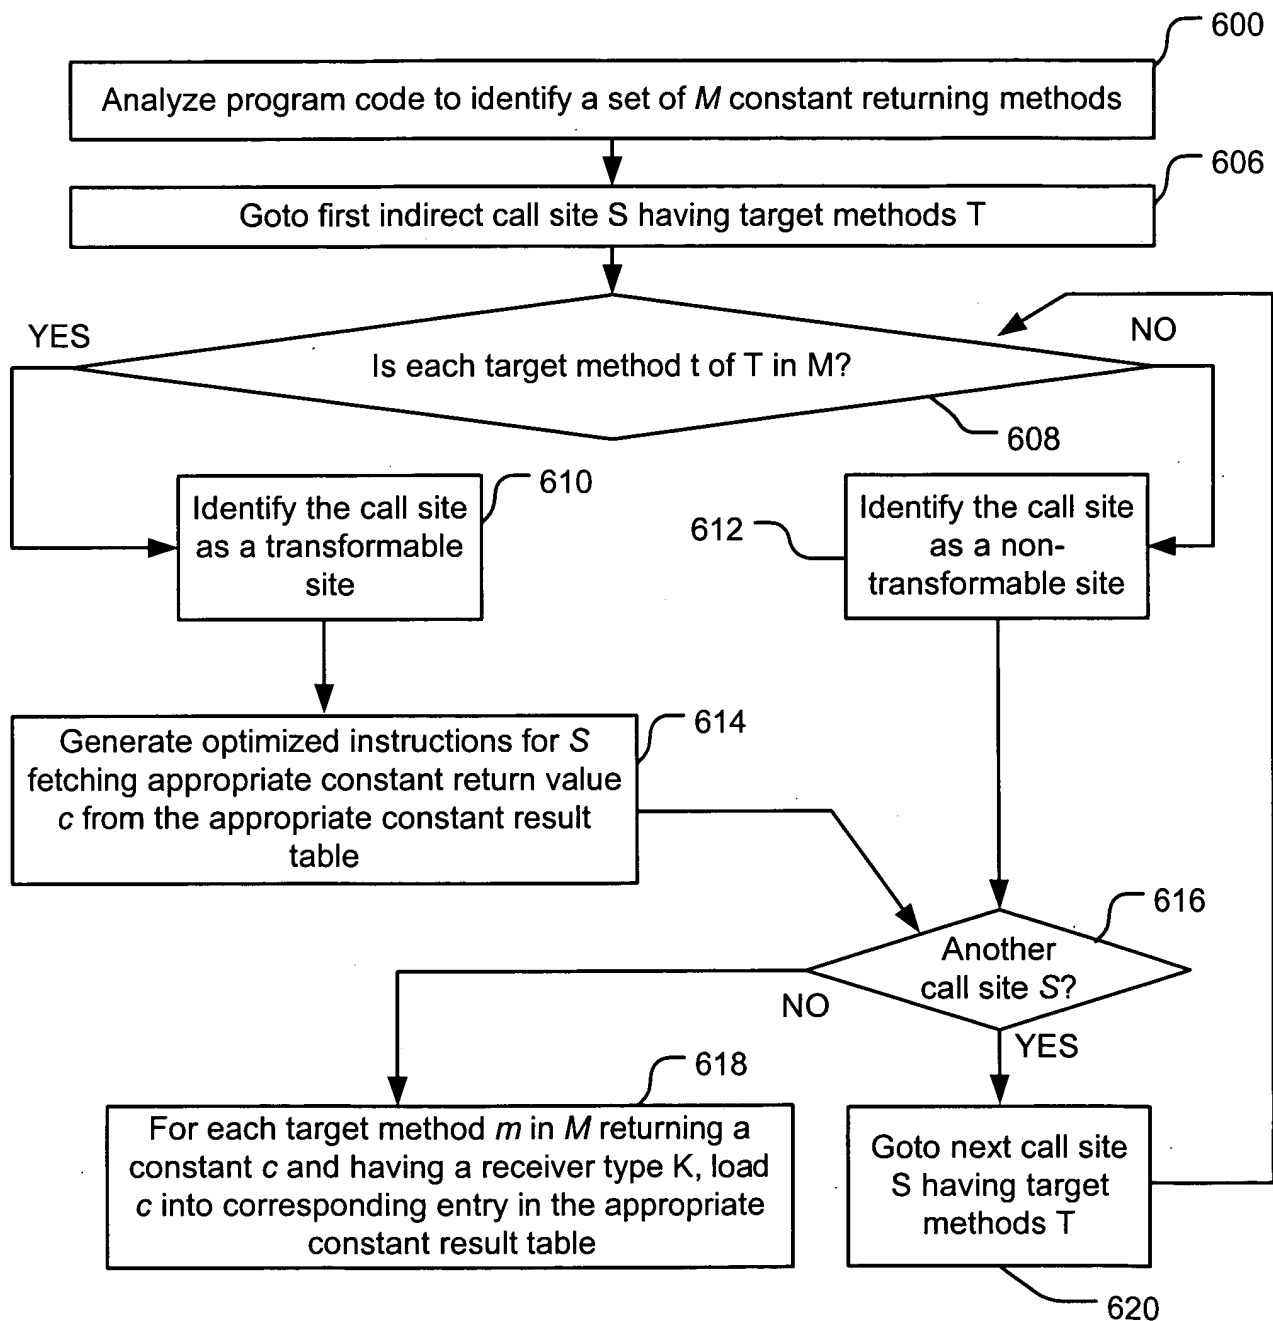 600
Analyze program code to identify a set of M constant returning methods
606
Goto first indirect call site S having target methods T
YES
NO
Is each target method t of T in M?
608
610
Identify the call site
as a transformable
site
612
Identify the call site
as a non-
transformable site
614
Generate optimized instructions for S
fetching appropriate constant return value
c from the appropriate constant result
table
616
Another
call site S?
NO
YES
618
For each target method m in M returning a
constant c and having a receiver type K, load
c into corresponding entry in the appropriate
constant result table
Goto next call site
S having target
methods T
620